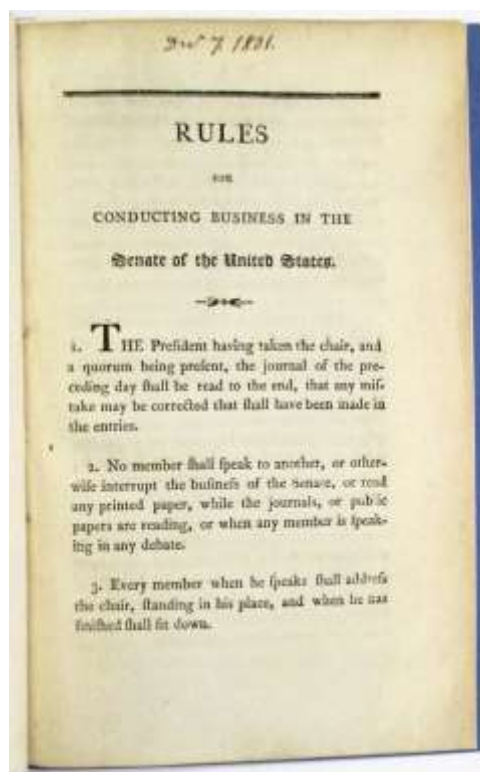 Decr 7. 1801.
RULES
FOR
CONDUCTING BUSINESS IN THE
Senate of the United States.
1. THE Preſident having taken the chair, and
a quorum being preſent, the journal of the pre-
ceding day ſhall be read to the end, that any miſ-
take may be corrected that ſhall have been made in
the entries.
2. No member ſhall ſpeak to another, or other-
wiſe interrupt the buſineſs of the Senate, or read
any printed paper, while the journals, or public
papers are reading, or when any member is ſpeak-
ing in any debate.
3. Every member when he ſpeaks ſhall addreſs
the chair, ſtanding in his place, and when he has
finiſhed ſhall ſit down.